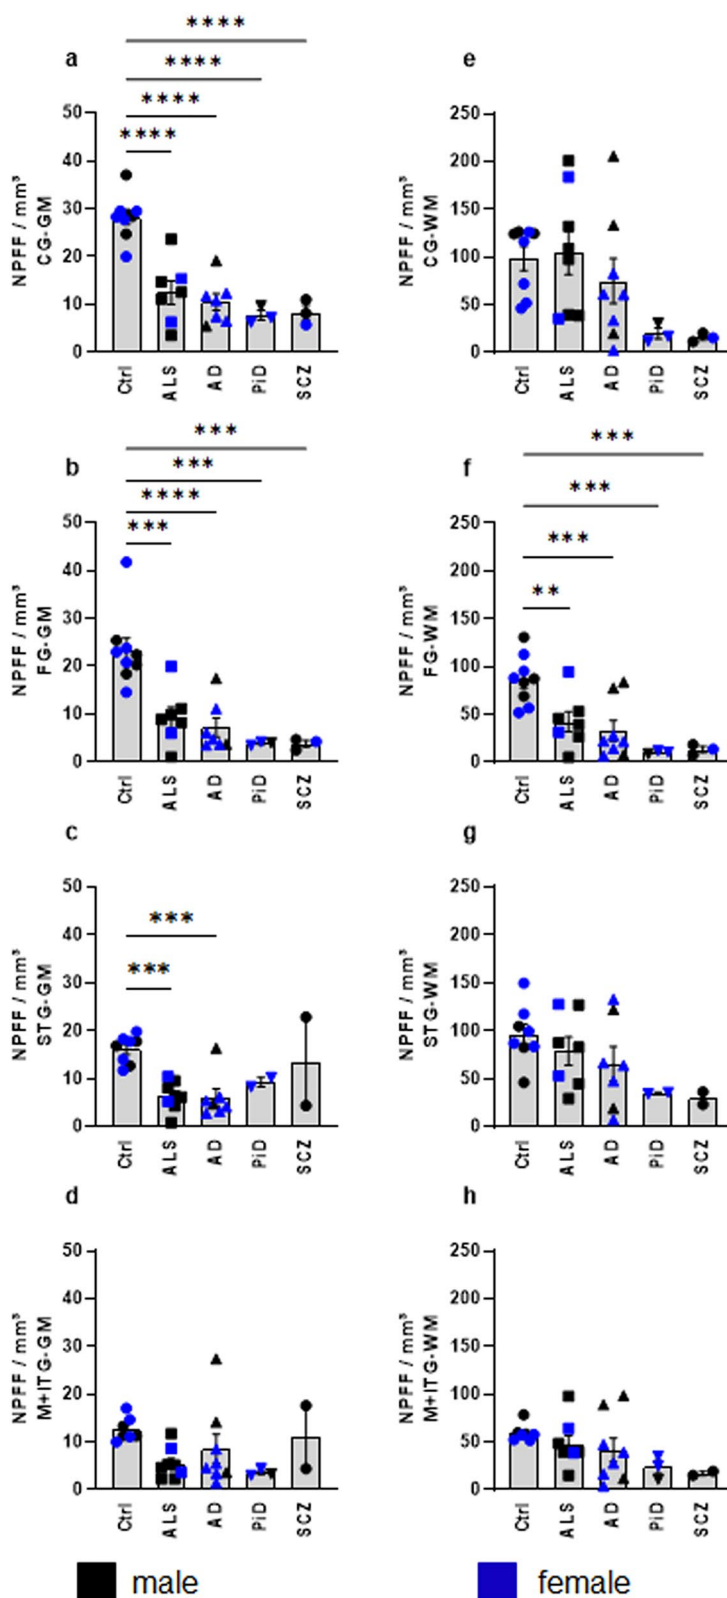 ****
a
****
****
****
50
40
30
20
10
0
NPFF / mm³
CG-GM
Ctrl
ALS
AD
PiD
SCZ
e
250
200
150
100
50
0
NPFF / mm³
CG-WM
Ctrl
ALS
AD
PiD
SCZ
***
b
***
****
***
50
40
30
20
10
0
NPFF / mm³
FG-GM
Ctrl
ALS
AD
PiD
SCZ
***
f
***
***
**
250
200
150
100
50
0
NPFF / mm³
FG-WM
Ctrl
ALS
AD
PiD
SCZ
c
***
***
50
40
30
20
10
0
NPFF / mm³
STG-GM
Ctrl
ALS
AD
PiD
SCZ
g
250
200
150
100
50
0
NPFF / mm³
STG-WM
Ctrl
ALS
AD
PiD
SCZ
d
50
40
30
20
10
0
NPFF / mm³
M+ITG-GM
Ctrl
ALS
AD
PiD
SCZ
h
250
200
150
100
50
0
NPFF / mm³
M+ITG-WM
Ctrl
ALS
AD
PiD
SCZ
male
female